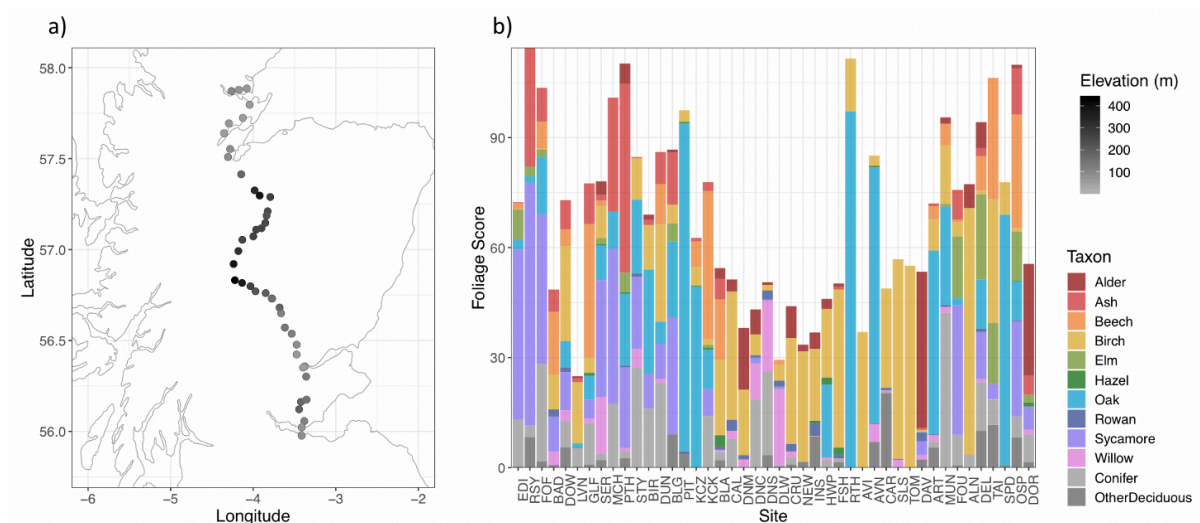 a)
58.0
57.5
57.0
56.5
56.0
Latitude
-6
-5
-4
-3
-2
Longitude
b)
90
60
30
0
Foliage Score
EDI
RSY
FOF
BAD
DOW
LVN
GLF
SER
MCH
STY
BIR
DUN
BLG
PIT
KCZ
KCK
BLA
CAL
DNM
DNC
DNS
DLW
CRU
NEW
INS
HWP
FSH
RTH
AVI
AVN
CAR
SLS
TOM
DAV
ART
MUN
FOU
ALN
DEL
TAI
SPD
OSP
DOR
Site
Elevation (m)
400
300
200
100
Taxon
Alder
Ash
Beech
Birch
Elm
Hazel
Oak
Rowan
Sycamore
Willow
Conifer
OtherDeciduous